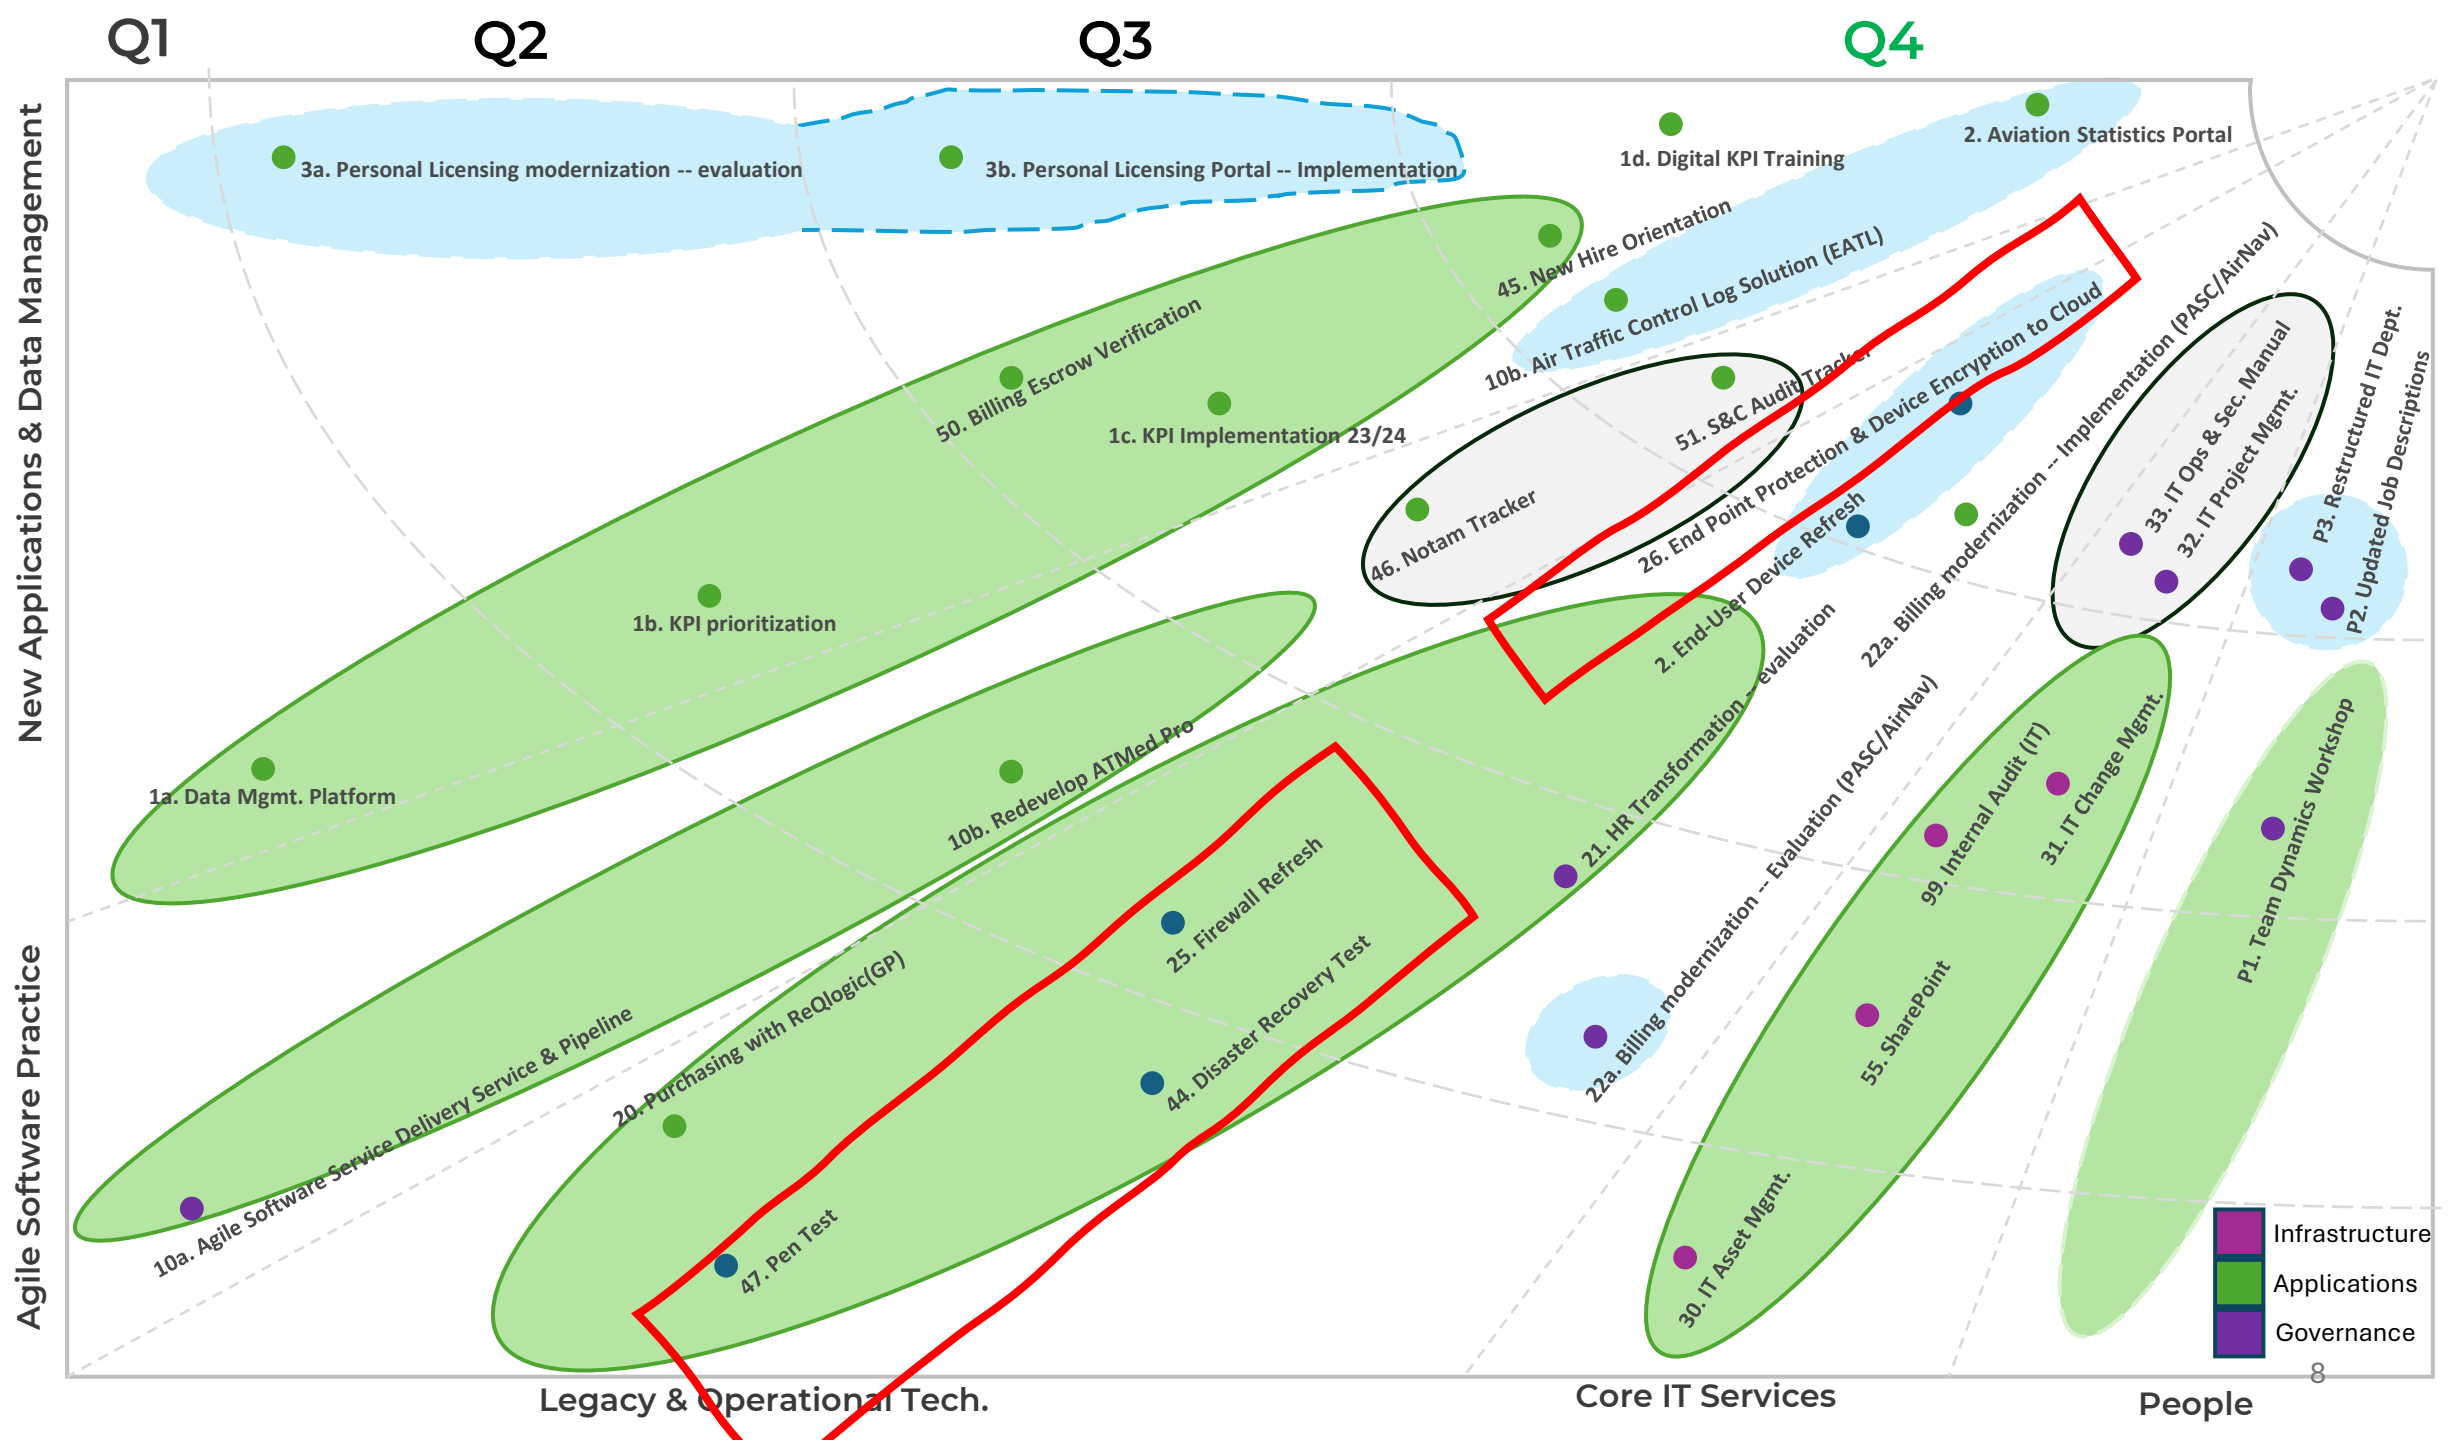 Q1
Q2
Q3
Q4
New Applications & Data Management
Agile Software Practice
3a. Personal Licensing modernization -- evaluation
3b. Personal Licensing Portal -- Implementation
1d. Digital KPI Training
2. Aviation Statistics Portal
45. New Hire Orientation
10b. Air Traffic Control Log Solution (EATL)
50. Billing Escrow Verification
1c. KPI Implementation 23/24
1b. KPI prioritization
1a. Data Mgmt. Platform
51. S&C Audit Tracker
46. Notam Tracker
26. End Point Protection & Device Encryption to Cloud
2. End-User Device Refresh
22a. Billing modernization -- Implementation (PASC/AirNav)
33. IT Ops & Sec. Manual
32. IT Project Mgmt.
P3. Restructured IT Dept.
P2. Updated Job Descriptions
10b. Redevelop ATMed Pro
10a. Agile Software Service Delivery Service & Pipeline
20. Purchasing with ReQlogic(GP)
25. Firewall Refresh
44. Disaster Recovery Test
47. Pen Test
21. HR Transformation -- evaluation
22a. Billing modernization -- Evaluation (PASC/AirNav)
99. Internal Audit (IT)
31. IT Change Mgmt.
55. SharePoint
30. IT Asset Mgmt.
P1. Team Dynamics Workshop
Infrastructure
Applications
Governance
8
Legacy & Operational Tech.
Core IT Services
People